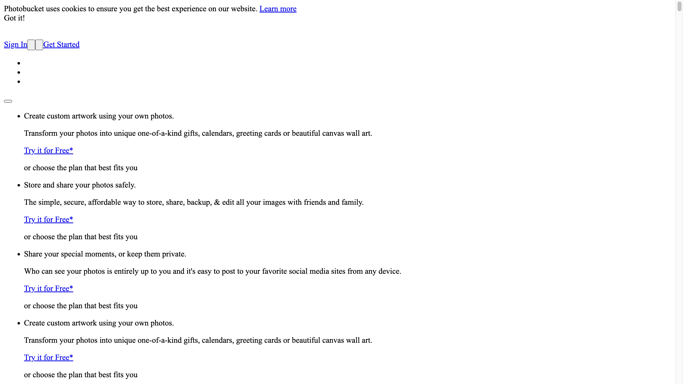 Photobucket uses cookies to ensure you get the best experience on our website. Learn more
Got it!
Sign In Get Started
Create custom artwork using your own photos.
Transform your photos into unique one-of-a-kind gifts, calendars, greeting cards or beautiful canvas wall art.
Try it for Free*
or choose the plan that best fits you
Store and share your photos safely.
The simple, secure, affordable way to store, share, backup, & edit all your images with friends and family.
Try it for Free*
or choose the plan that best fits you
Share your special moments, or keep them private.
Who can see your photos is entirely up to you and it's easy to post to your favorite social media sites from any device.
Try it for Free*
or choose the plan that best fits you
Create custom artwork using your own photos.
Transform your photos into unique one-of-a-kind gifts, calendars, greeting cards or beautiful canvas wall art.
Try it for Free*
or choose the plan that best fits you